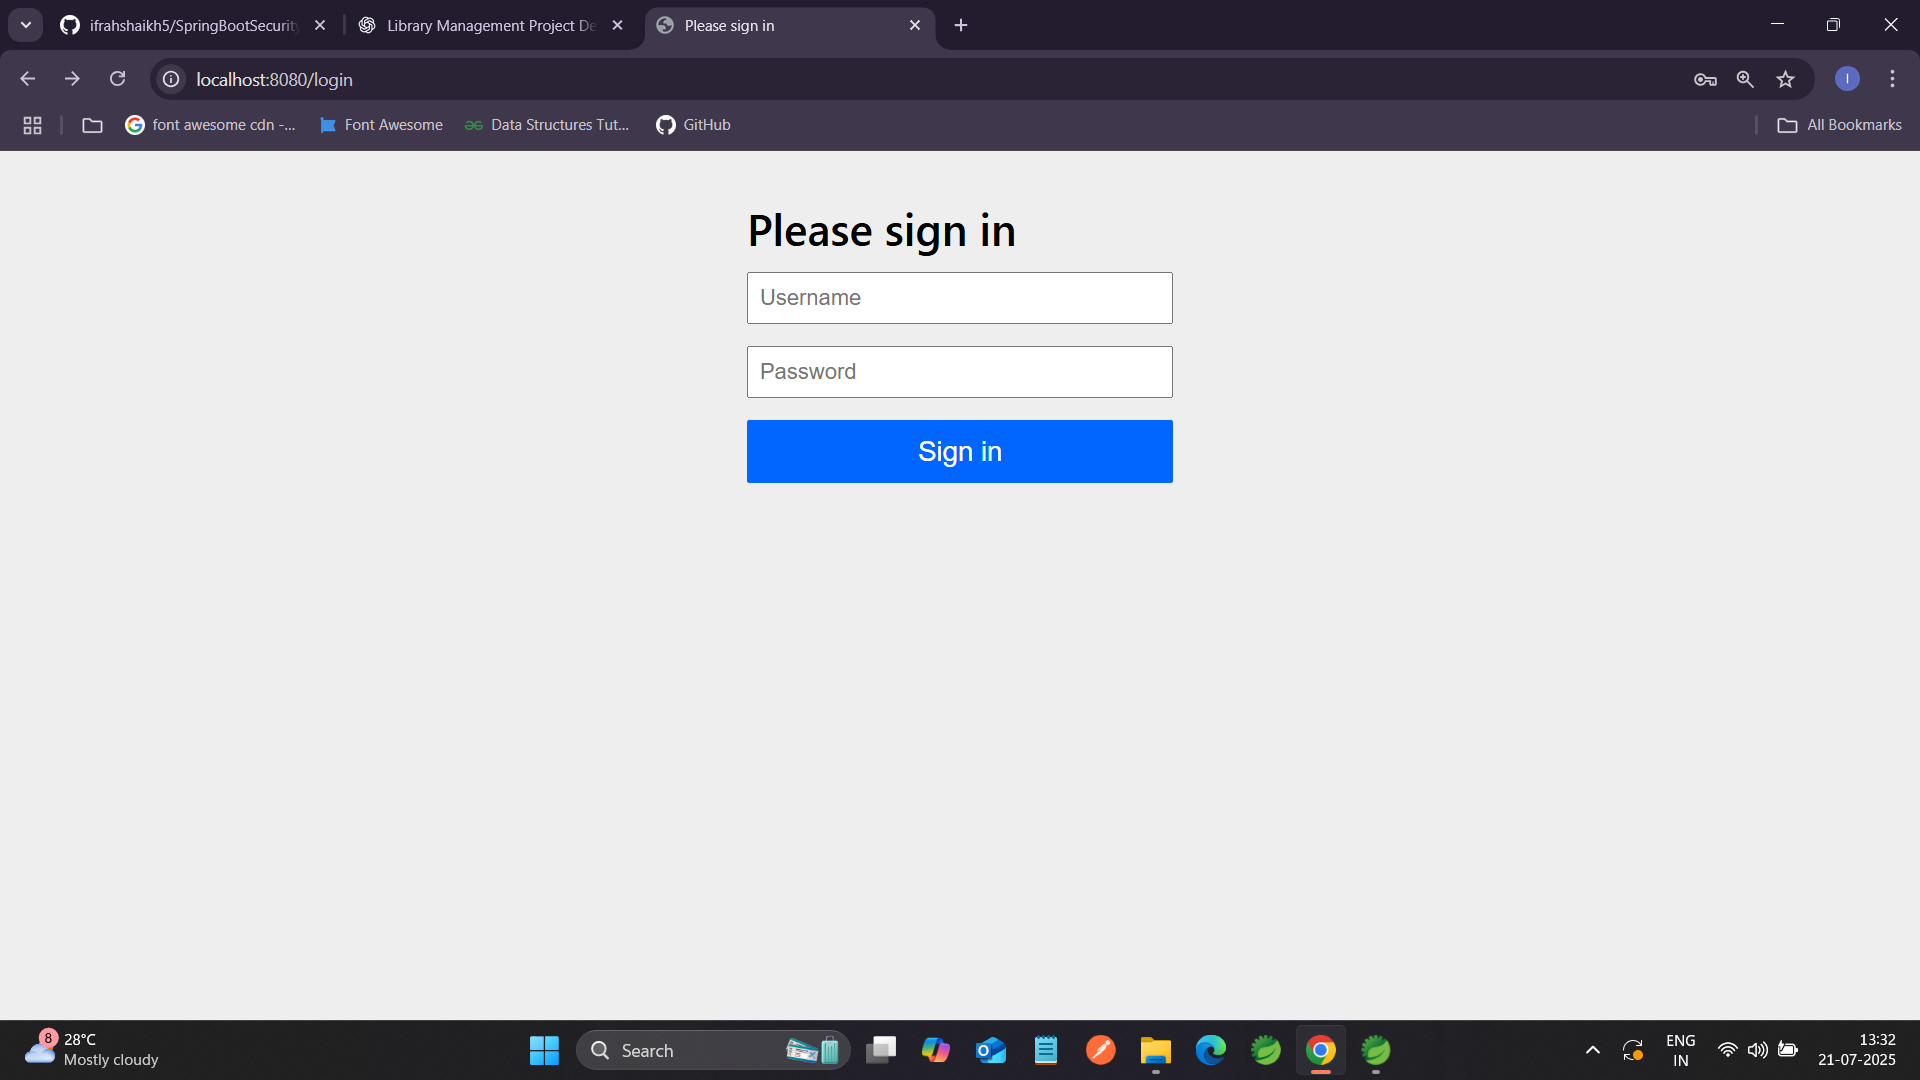 ifrahshaikh5/SpringBootSecurity
Library Management Project De
Please sign in
localhost:8080/login
font awesome cdn -...
Font Awesome
Data Structures Tut...
GitHub
All Bookmarks
Please sign in
Username
Password
Sign in
8
28°C
Mostly cloudy
Search
ENG
IN
13:32
21-07-2025